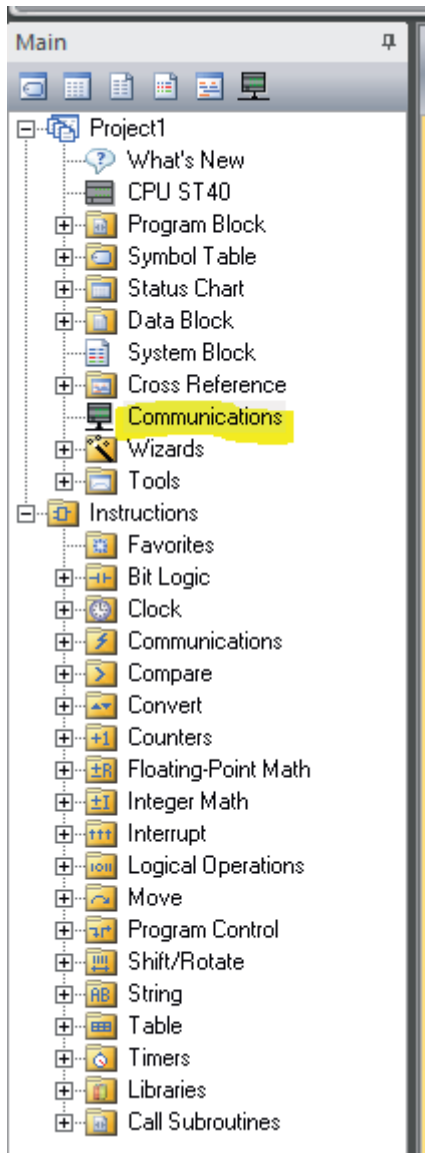 Main
Project1
What's New
CPU ST40
Program Block
Symbol Table
Status Chart
Data Block
System Block
Cross Reference
Communications
Wizards
Tools
Instructions
Favorites
Bit Logic
Clock
Communications
Compare
Convert
Counters
Floating-Point Math
Integer Math
Interrupt
Logical Operations
Move
Program Control
Shift/Rotate
String
Table
Timers
Libraries
Call Subroutines